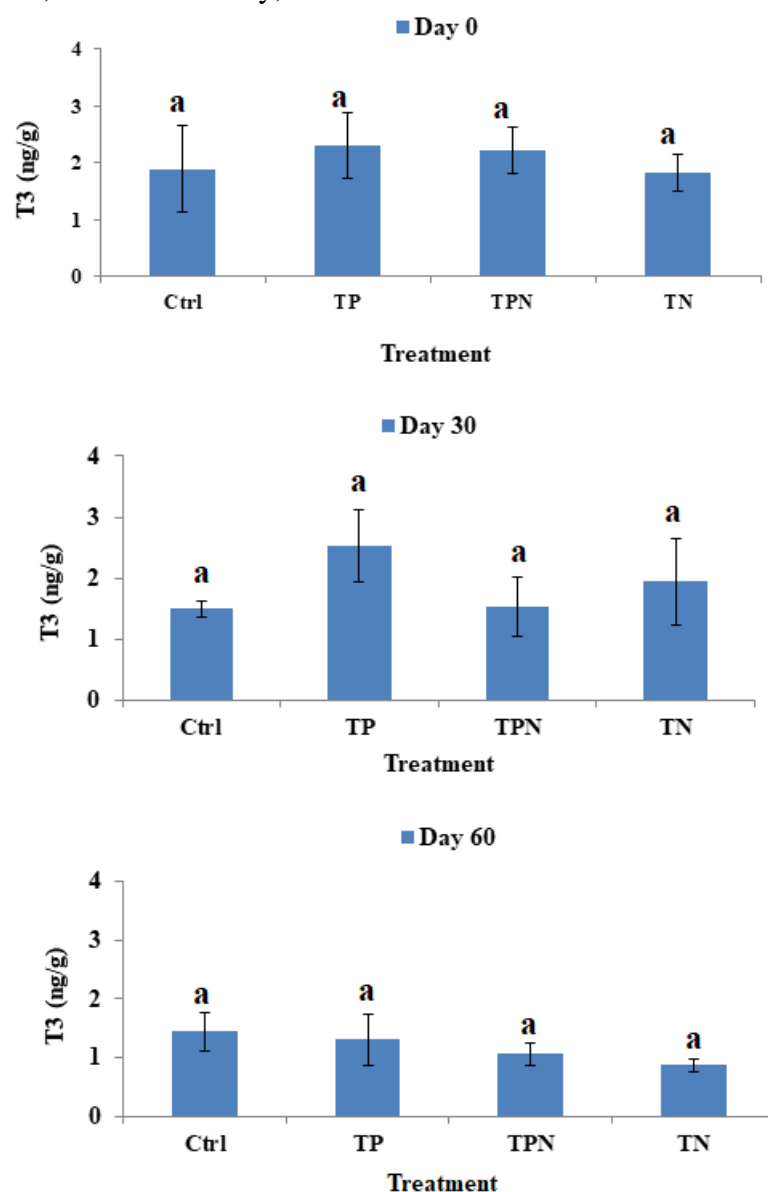 Day 0
4
a
a
a
a
3
2
1
0
T3 (ng/g)
Ctrl TP TPN TN
Treatment
Day 30
4
a
a
a
a
3
2
1
0
T3 (ng/g)
Ctrl TP TPN TN
Treatment
Day 60
4
3
a
a
a
a
2
1
0
T3 (ng/g)
Ctrl TP TPN TN
Treatment